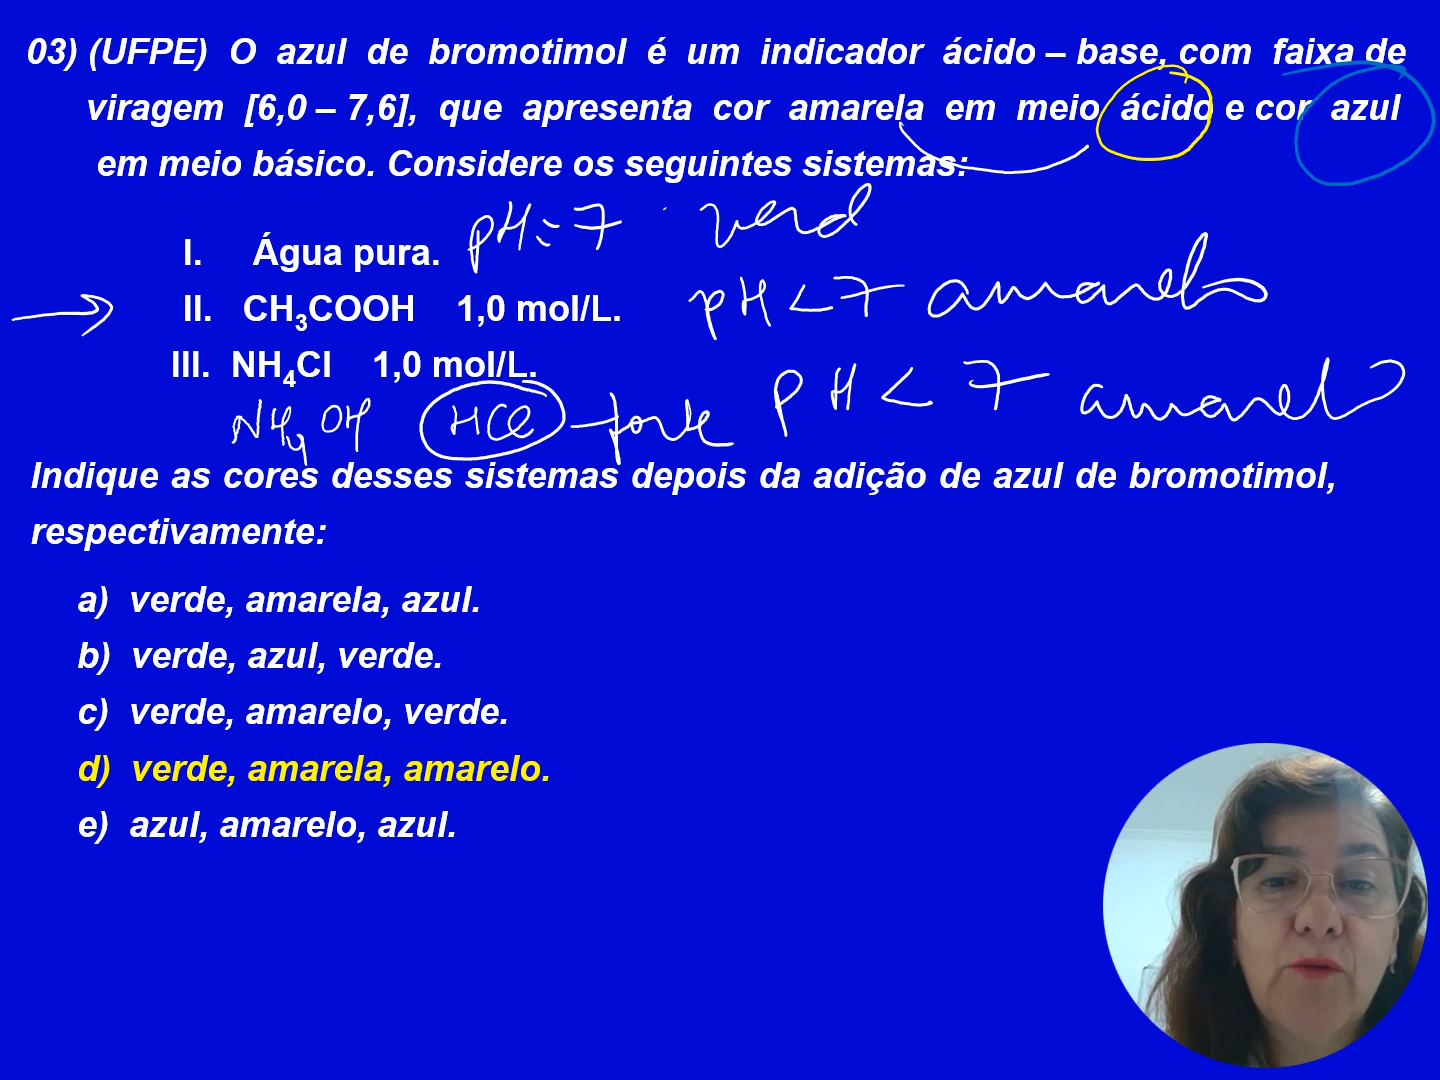 03) (UFPE) O azul de bromotimol é um indicador ácido – base, com faixa de
viragem [6,0 – 7,6], que apresenta cor amarela em meio ácido e cor azul
em meio básico. Considere os seguintes sistemas:
I. Água pura. pH = 7 verd
II. CH₃COOH 1,0 mol/L. pH < 7 amarelo
III. NH₄Cl 1,0 mol/L.
NH₄OH HCl forte PH < 7 amarelo
Indique as cores desses sistemas depois da adição de azul de bromotimol,
respectivamente:
a) verde, amarela, azul.
b) verde, azul, verde.
c) verde, amarelo, verde.
d) verde, amarela, amarelo.
e) azul, amarelo, azul.